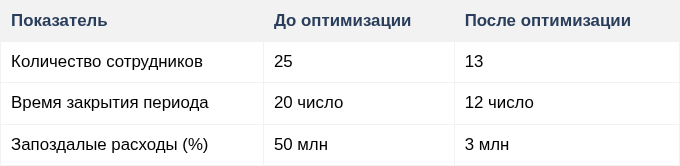 Показатель До оптимизации После оптимизации
Количество сотрудников 25 13
Время закрытия периода 20 число 12 число
Запоздалые расходы (%) 50 млн 3 млн